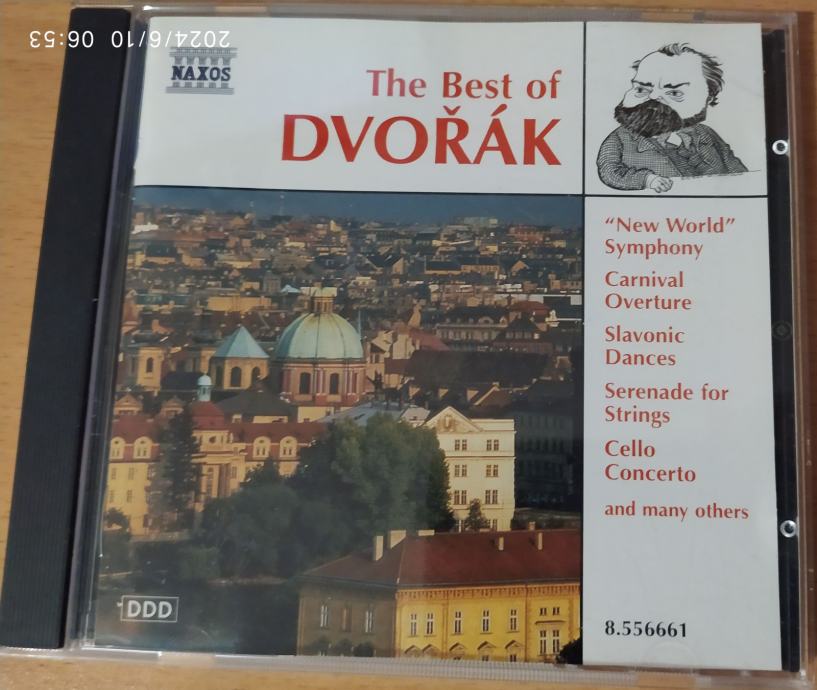 2024/6/10 06:53
NAXOS
The Best of
DVOŘÁK
“New World”
Symphony
Carnival
Overture
Slavonic
Dances
Serenade for
Strings
Cello
Concerto
and many others
DDD
8.556661